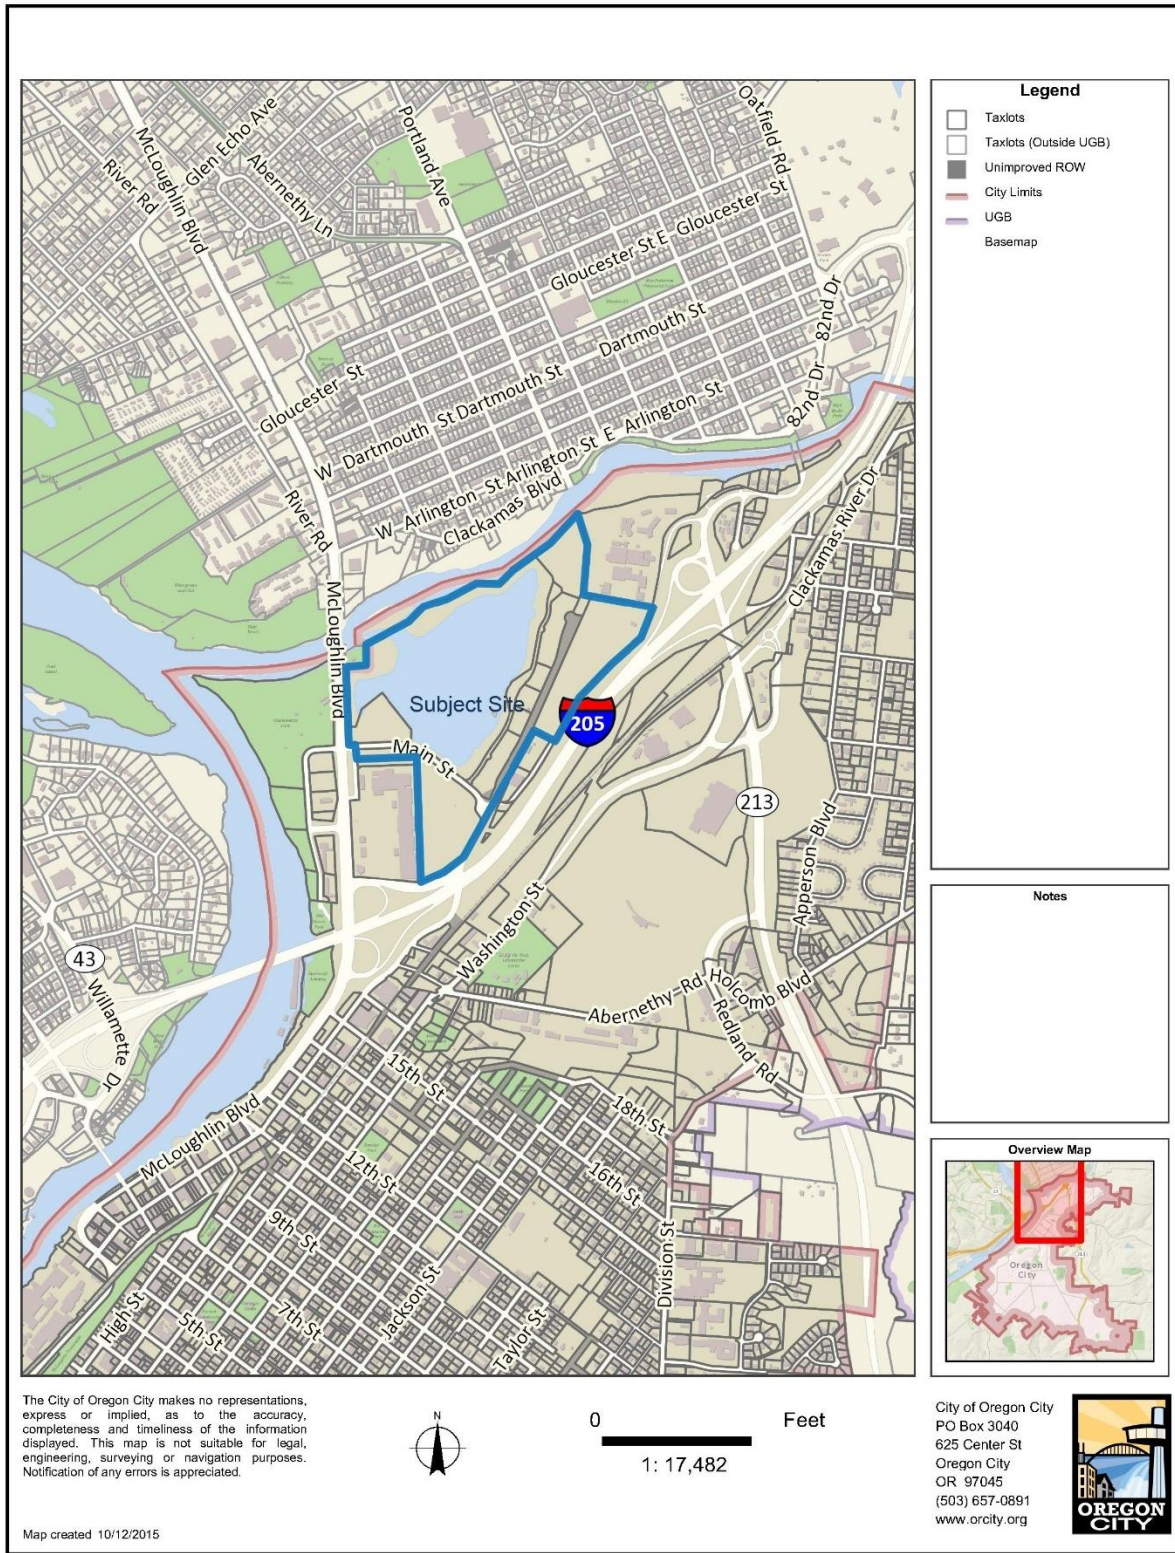 Oatfield Rd
Portland Ave
Glen Echo Ave
McLoughlin Blvd
River Rd
Abernethy Ln
Gloucester St E Gloucester St
82nd Dr 82nd Dr
Dartmouth St
Gloucester St
W Dartmouth St Dartmouth St
W Arlington St Arlington St E Arlington St
Clackamas Blvd
Clackamas River Dr
River Rd
McLoughlin Blvd
Subject Site
205
Main St
213
Apperson Blvd
Washington St
43
Willamette Dr
Abernethy Rd
Holcomb Blvd
Redland Rd
15th St
18th St
McLoughlin Blvd
12th St
16th St
9th St
Division St
High St
5th St
7th St
Jackson St
Taylor St
Legend
Taxlots
Taxlots (Outside UGB)
Unimproved ROW
City Limits
UGB
Basemap
Notes
Overview Map
Oregon
City
The City of Oregon City makes no representations,
express or implied, as to the accuracy,
completeness and timeliness of the information
displayed. This map is not suitable for legal,
engineering, surveying or navigation purposes.
Notification of any errors is appreciated.
Map created 10/12/2015
N
0 Feet
1: 17,482
City of Oregon City
PO Box 3040
625 Center St
Oregon City
OR 97045
(503) 657-0891
www.orcity.org
OREGON
CITY